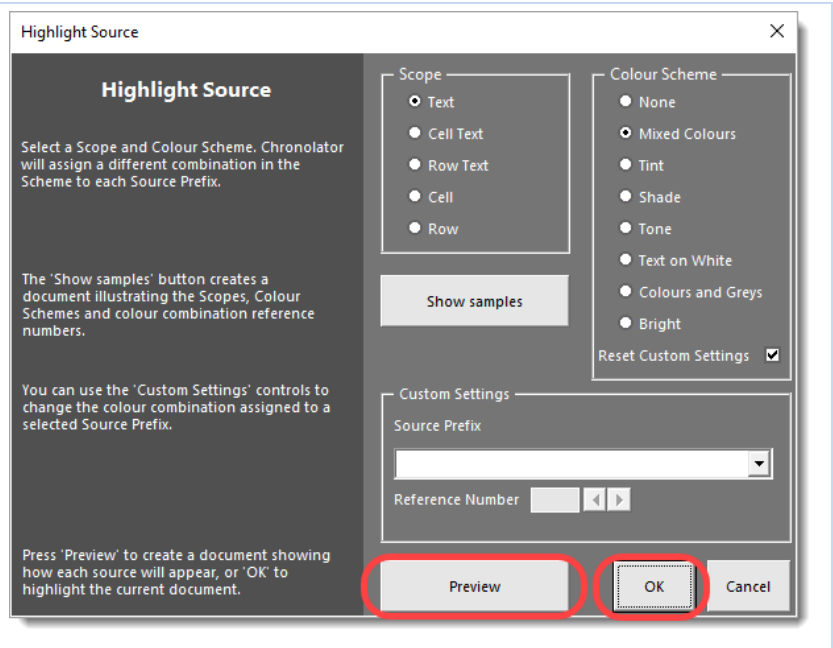 Highlight Source
Highlight Source
Select a Scope and Colour Scheme. Chronolator
will assign a different combination in the
Scheme to each Source Prefix.
The 'Show samples' button creates a
document illustrating the Scopes, Colour
Schemes and colour combination reference
numbers.
You can use the 'Custom Settings' controls to
change the colour combination assigned to a
selected Source Prefix.
Press 'Preview' to create a document showing
how each source will appear, or 'OK' to
highlight the current document.
Scope
Text
Cell Text
Row Text
Cell
Row
Show samples
Colour Scheme
None
Mixed Colours
Tint
Shade
Tone
Text on White
Colours and Greys
Bright
Reset Custom Settings
Custom Settings
Source Prefix
Reference Number
Preview
OK
Cancel